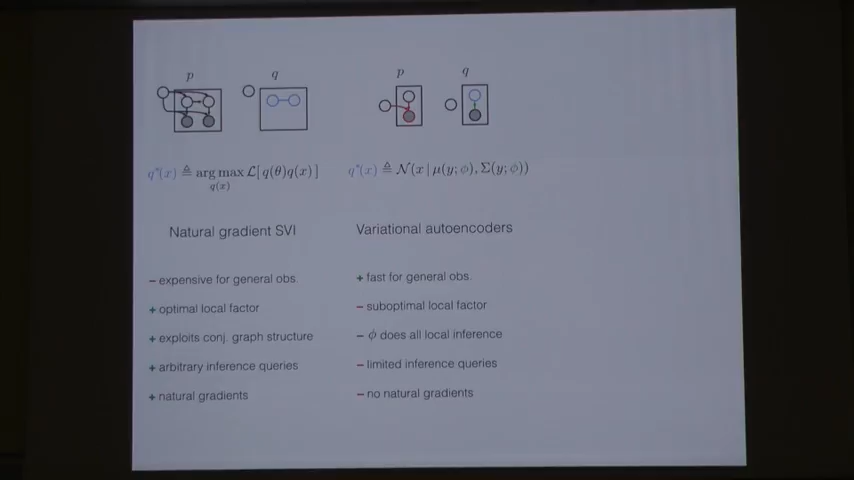 p q p q
q*(x) ≜ arg max L[ q(θ)q(x) ] q*(x) ≜ N(x | μ(y; φ), Σ(y; φ))
q(x)
Natural gradient SVI
– expensive for general obs.
+ optimal local factor
+ exploits conj. graph structure
+ arbitrary inference queries
+ natural gradients
Variational autoencoders
+ fast for general obs.
– suboptimal local factor
– φ does all local inference
– limited inference queries
– no natural gradients